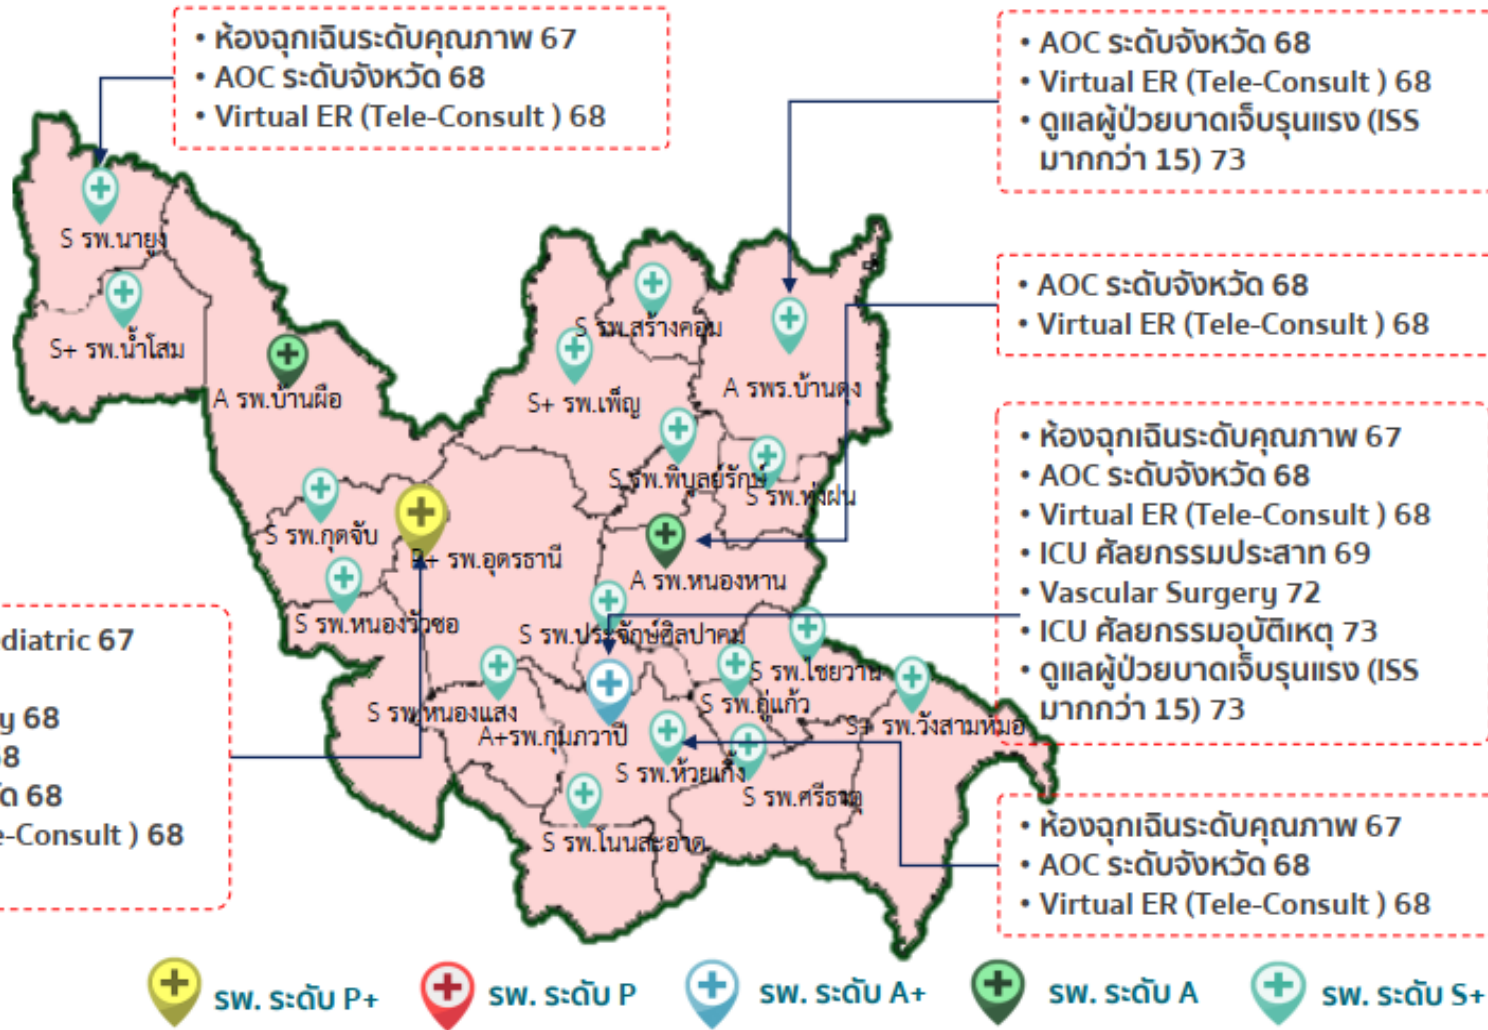 • ห้องฉุกเฉินระดับคุณภาพ 67
• AOC ระดับจังหวัด 68
• Virtual ER (Tele-Consult ) 68
• AOC ระดับจังหวัด 68
• Virtual ER (Tele-Consult ) 68
• ดูแลผู้ป่วยบาดเจ็บรุนแรง (ISS
มากกว่า 15) 73
• AOC ระดับจังหวัด 68
• Virtual ER (Tele-Consult ) 68
• ห้องฉุกเฉินระดับคุณภาพ 67
• AOC ระดับจังหวัด 68
• Virtual ER (Tele-Consult ) 68
• ICU ศัลยกรรมประสาท 69
• Vascular Surgery 72
• ICU ศัลยกรรมอุบัติเหตุ 73
• ดูแลผู้ป่วยบาดเจ็บรุนแรง (ISS
มากกว่า 15) 73
• ห้องฉุกเฉินระดับคุณภาพ 67
• AOC ระดับจังหวัด 68
• Virtual ER (Tele-Consult ) 68
diatric 67
y 68
68
ัด 68
e-Consult ) 68
S รพ.นายูง
S+ รพ.น้ำโสม
A รพ.บ้านผือ
S รพ.สร้างคอม
S+ รพ.เพ็ญ
A รพร.บ้านดุง
S รพ.พิบูลย์รักษ์
S รพ.ทุ่งฝน
S รพ.กุดจับ
P+ รพ.อุดรธานี
A รพ.หนองหาน
S รพ.หนองวัวซอ
S รพ.ประจักษ์ศิลปาคม
S รพ.ไชยวาน
S รพ.กู่แก้ว
S รพ.หนองแสง
S+ รพ.วังสามหมอ
A+รพ.กุมภวาปี
S รพ.ห้วยเกิ้ง
S รพ.ศรีธาตุ
S รพ.โนนสะอาด
รพ. ระดับ P+
รพ. ระดับ P
รพ. ระดับ A+
รพ. ระดับ A
รพ. ระดับ S+